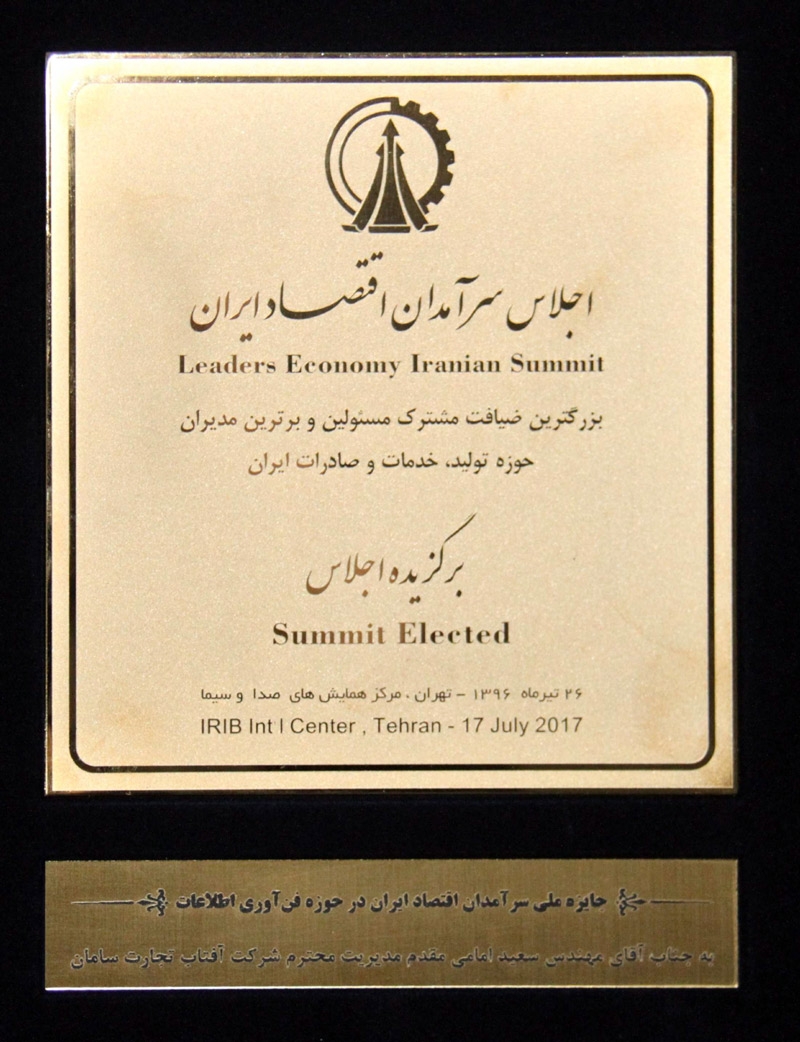 اجلاس سرآمدان اقتصاد ایران
Leaders Economy Iranian Summit
بزرگترین ضیافت مشترک مسئولین و برترین مدیران
حوزه تولید، خدمات و صادرات ایران
برگزیده اجلاس
Summit Elected
۲۶ تیرماه ۱۳۹۶ - تهران ، مرکز همایش های صدا و سیما
IRIB Int'l Center , Tehran - 17 July 2017
جایزه ملی سرآمدان اقتصاد ایران در حوزه فن‌آوری اطلاعات
به جناب آقای مهندس سعید امامی مقدم مدیریت محترم شرکت آفتاب تجارت سامان